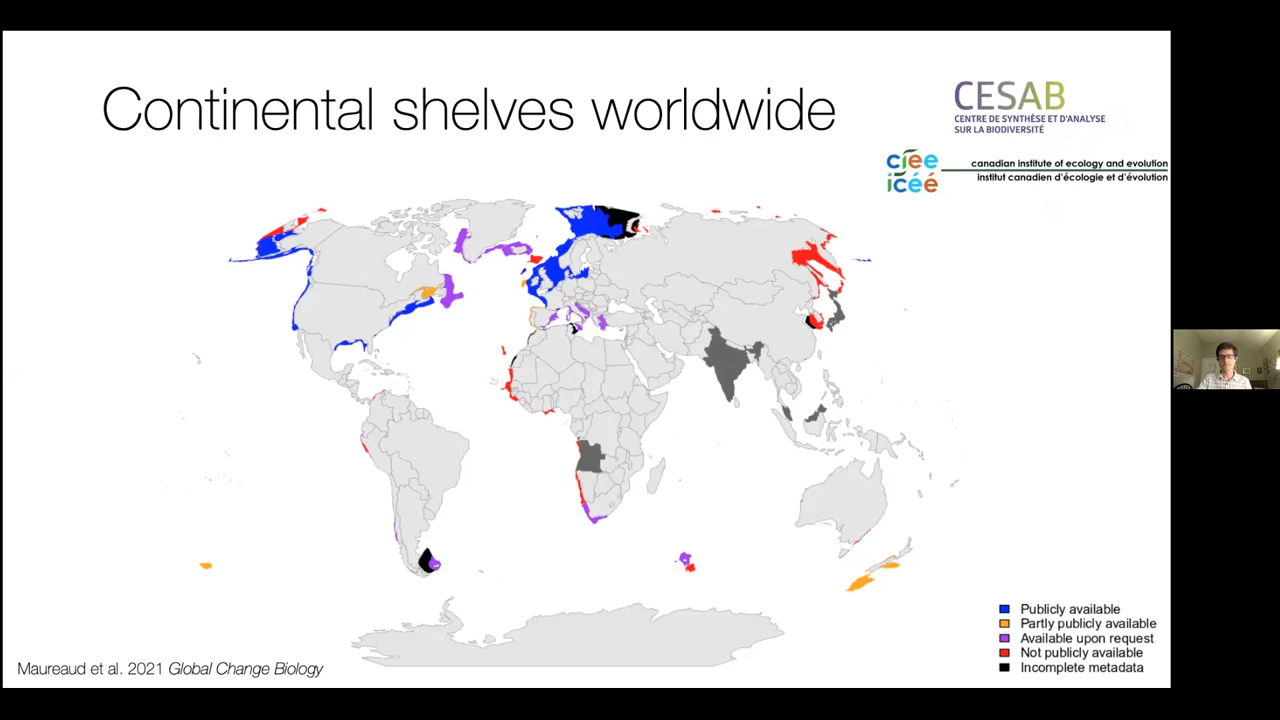 Continental shelves worldwide
CESAB
CENTRE DE SYNTHÈSE ET D'ANALYSE
SUR LA BIODIVERSITÉ
ciee
icéé
canadian institute of ecology and evolution
institut canadien d'écologie et d'évolution
Publicly available
Partly publicly available
Available upon request
Not publicly available
Incomplete metadata
Maureaud et al. 2021 Global Change Biology